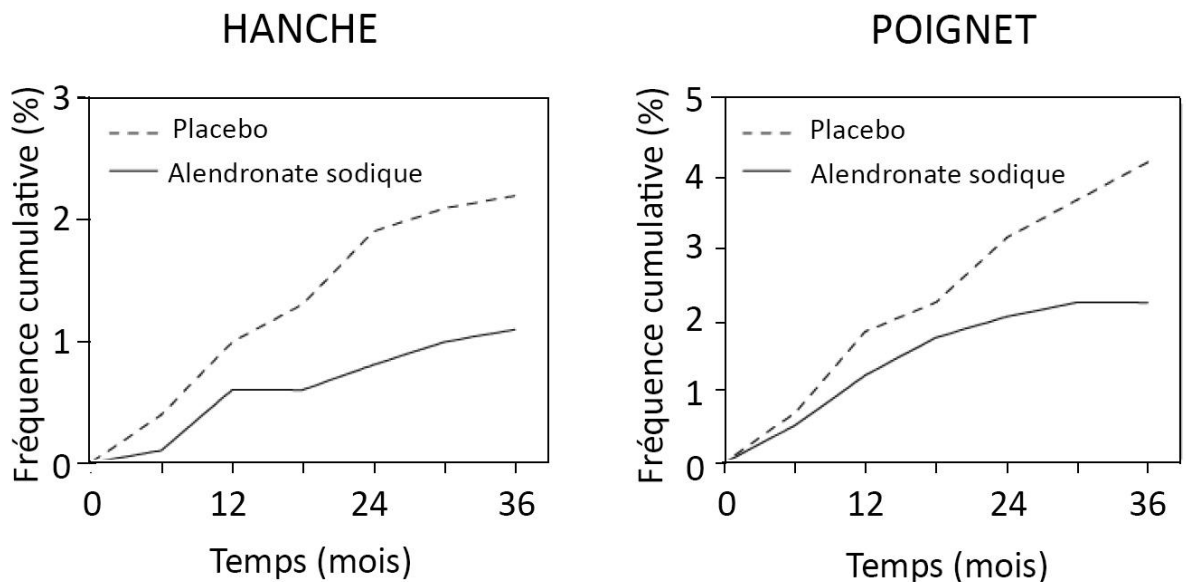 HANCHE
Fréquence cumulative (%)
3
2
1
0
Placebo
Alendronate sodique
0 12 24 36
Temps (mois)
POIGNET
Fréquence cumulative (%)
5
4
3
2
1
0
Placebo
Alendronate sodique
0 12 24 36
Temps (mois)